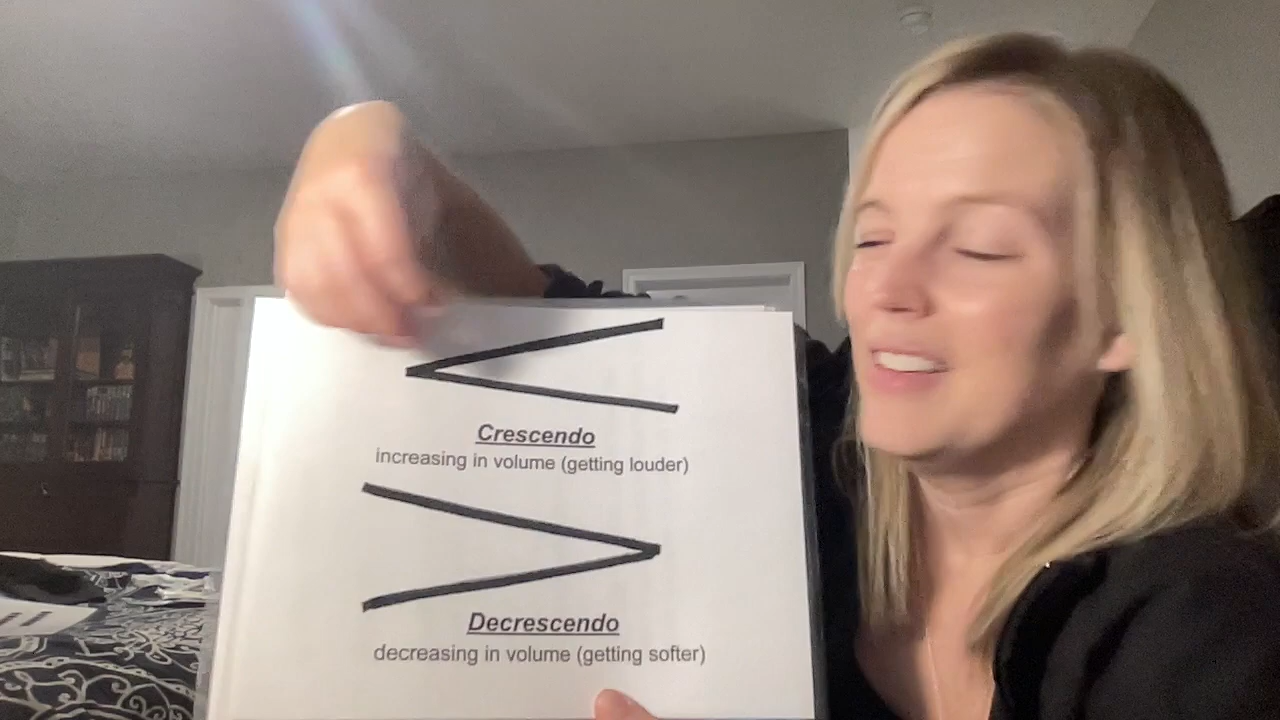 Crescendo
increasing in volume (getting louder)
Decrescendo
decreasing in volume (getting softer)